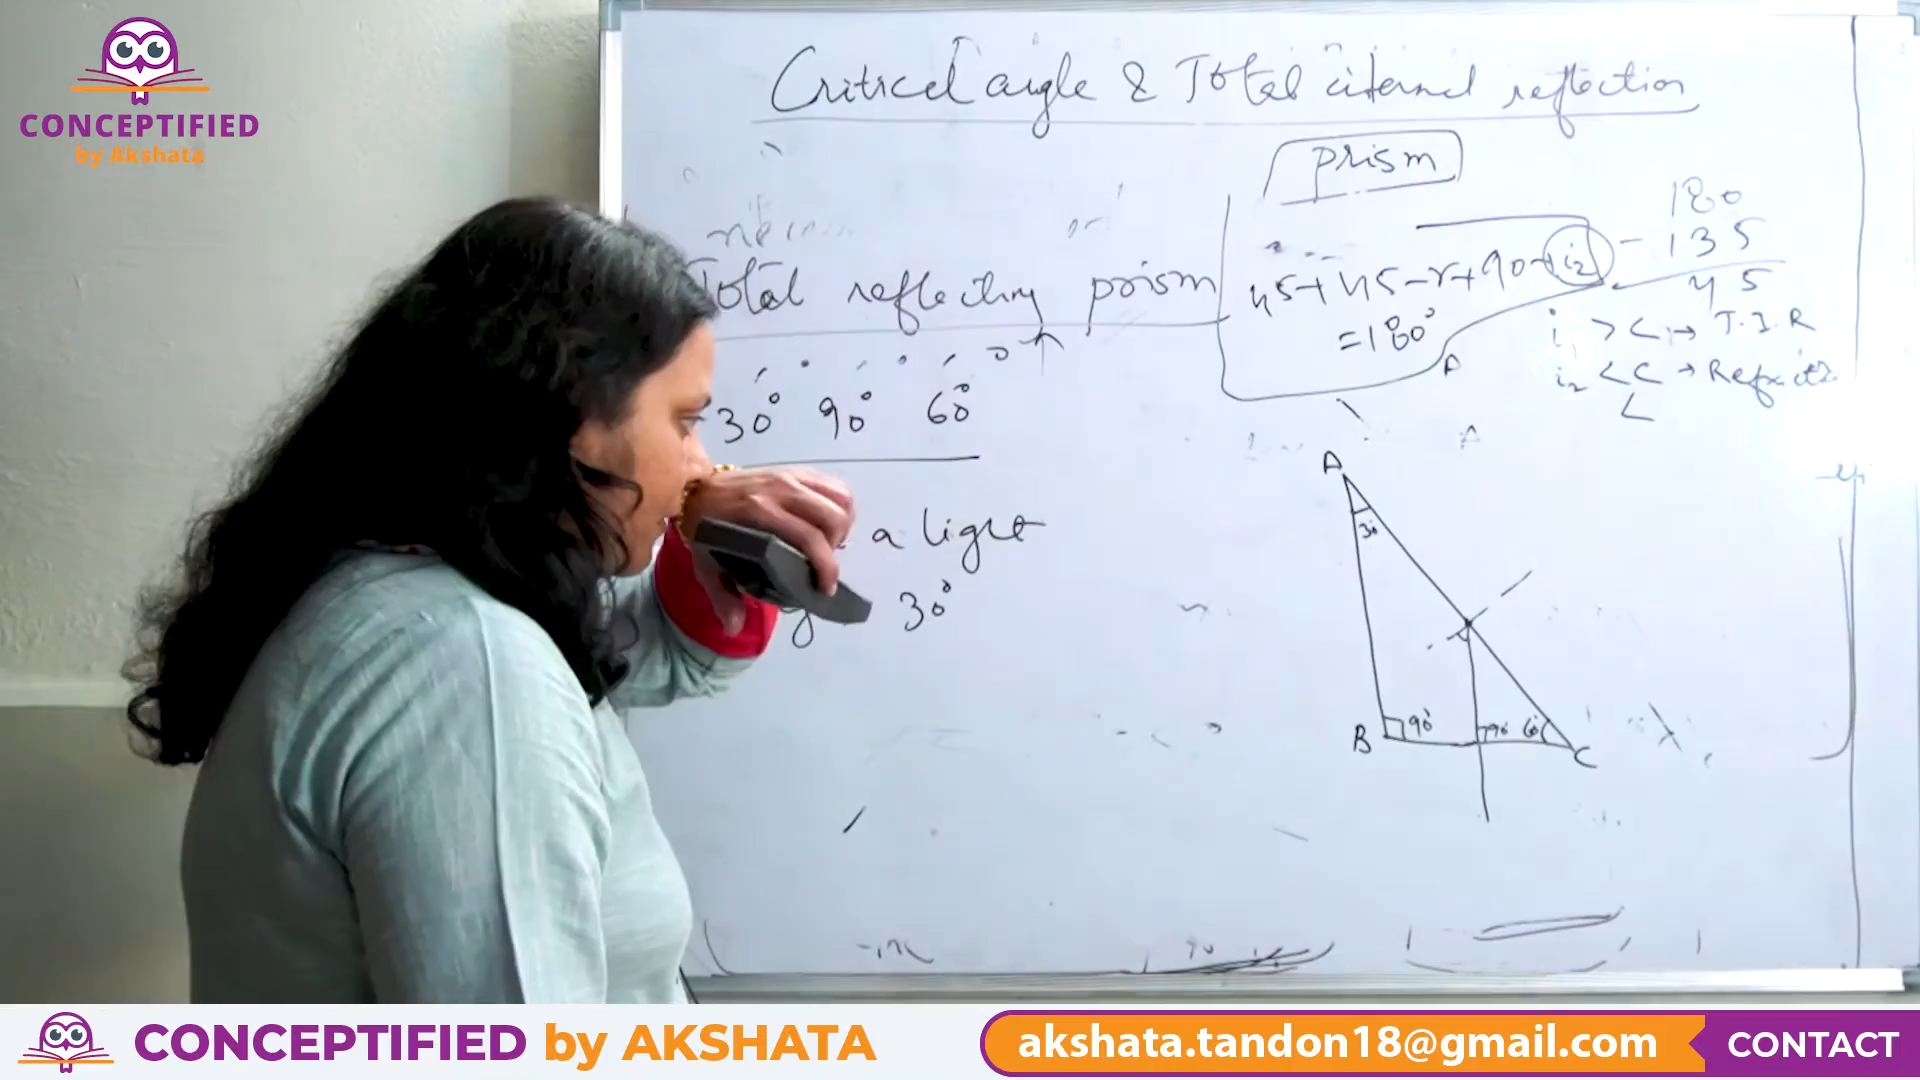 CONCEPTIFIED
by Akshata
Critical angle & Total internal reflection
prism
Total reflecting prism
30° 90° 60°
a light
30°
45+45-r+90+i2
=180°
180
-135
45
i1 > C → T.I.R
i2 < C →
<
A
30
B
90°
90
60
C
CONCEPTIFIED by AKSHATA
akshata.tandon18@gmail.com
CONTACT